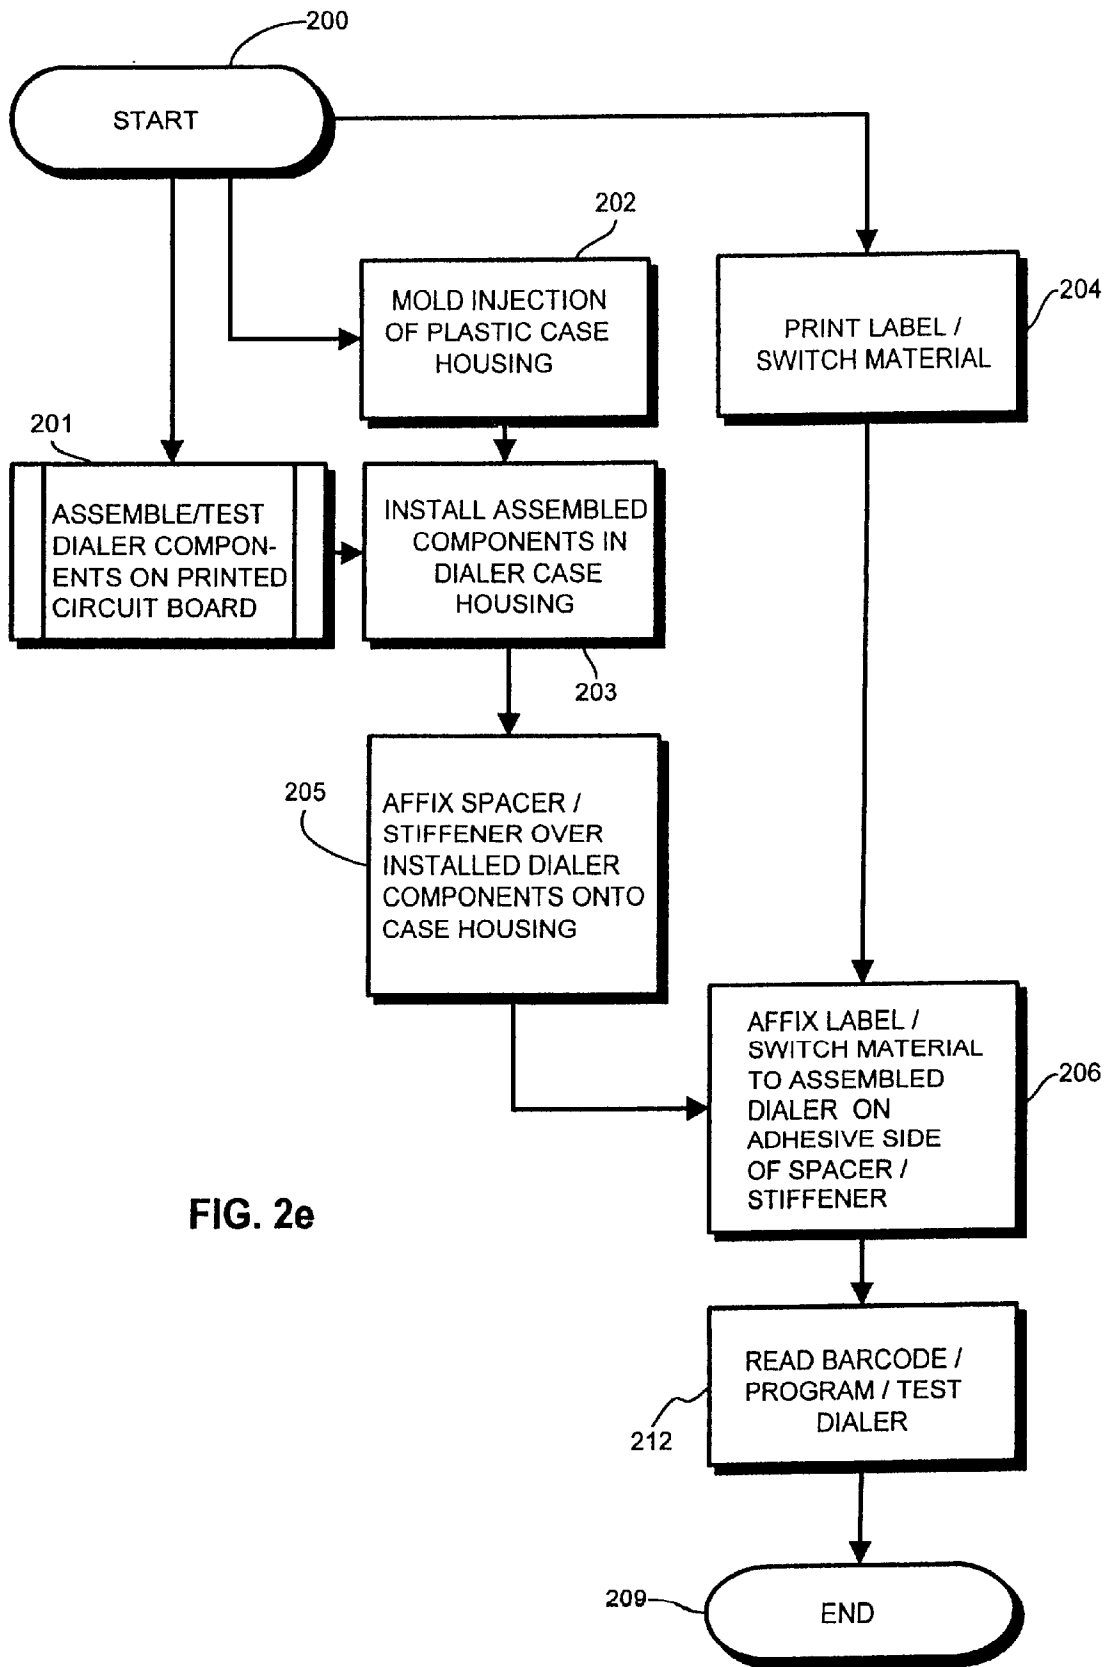 200
START
202
MOLD INJECTION
OF PLASTIC CASE
HOUSING
204
PRINT LABEL /
SWITCH MATERIAL
201
ASSEMBLE/TEST
DIALER COMPON-
ENTS ON PRINTED
CIRCUIT BOARD
INSTALL ASSEMBLED
COMPONENTS IN
DIALER CASE
HOUSING
203
205
AFFIX SPACER /
STIFFENER OVER
INSTALLED DIALER
COMPONENTS ONTO
CASE HOUSING
AFFIX LABEL /
SWITCH MATERIAL
TO ASSEMBLED
DIALER ON
ADHESIVE SIDE
OF SPACER /
STIFFENER
206
FIG. 2e
READ BARCODE /
PROGRAM / TEST
DIALER
212
209
END